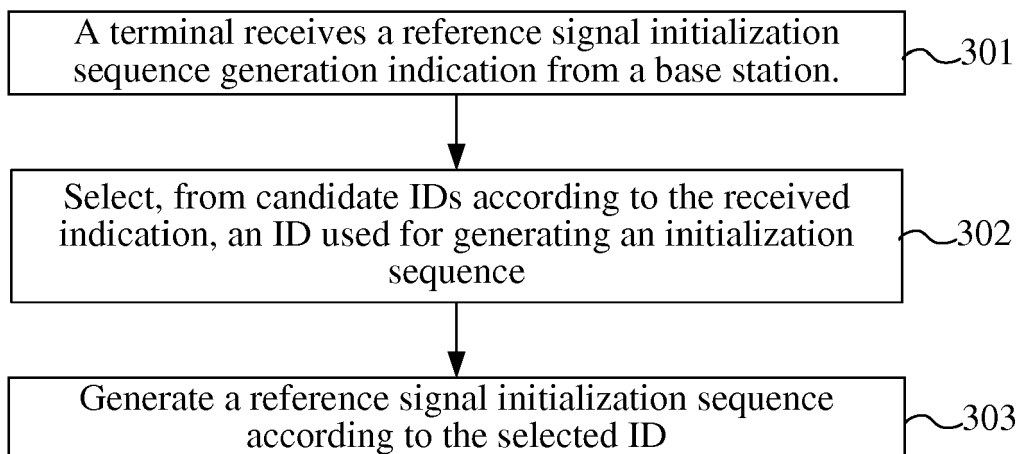 A terminal receives a reference signal initialization
sequence generation indication from a base station.
301
Select, from candidate IDs according to the received
indication, an ID used for generating an initialization
sequence
302
Generate a reference signal initialization sequence
according to the selected ID
303